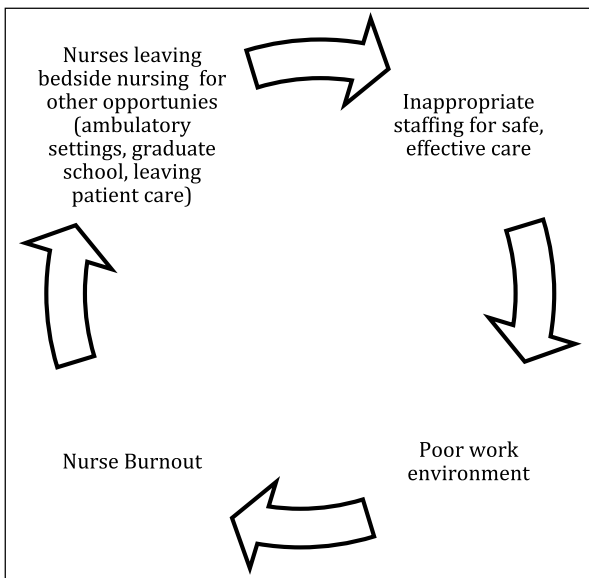 Nurses leaving
bedside nursing for
other opportunies
(ambulatory
settings, graduate
school, leaving
patient care)
Inappropriate
staffing for safe,
effective care
Poor work
environment
Nurse Burnout